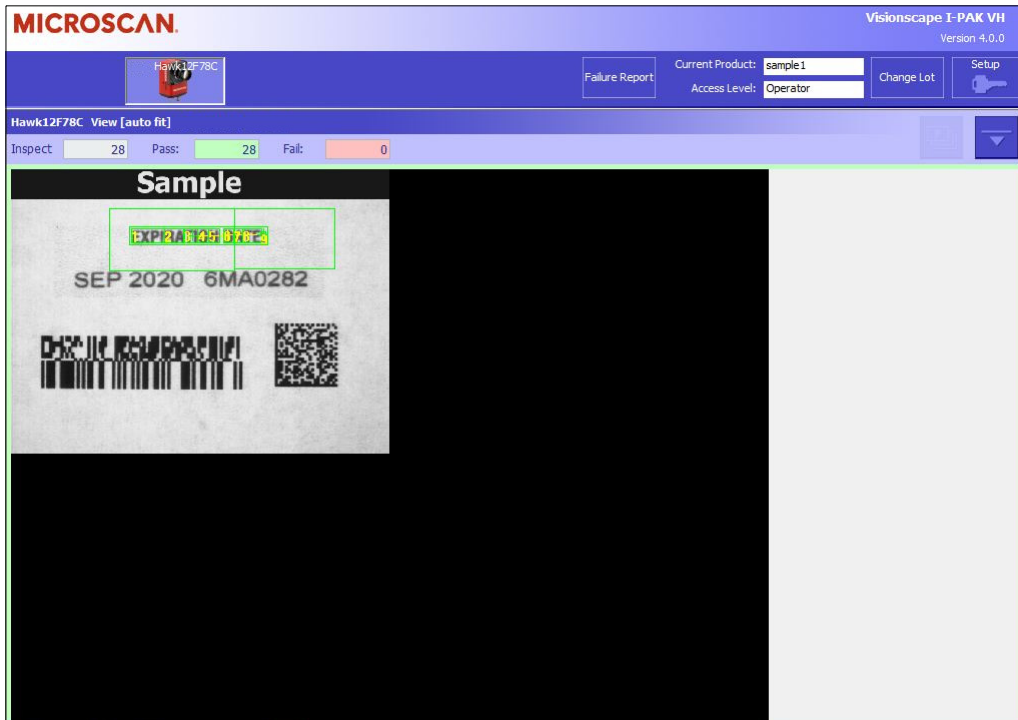 MICROSCAN.
Visionscape I-PAK VH
Version 4.0.0
Hawk12F78C
Failure Report
Current Product: sample1
Access Level: Operator
Change Lot
Setup
Hawk12F78C View [auto fit]
Inspect 28 Pass: 28 Fail: 0
Sample
SEP 2020 6MA0282